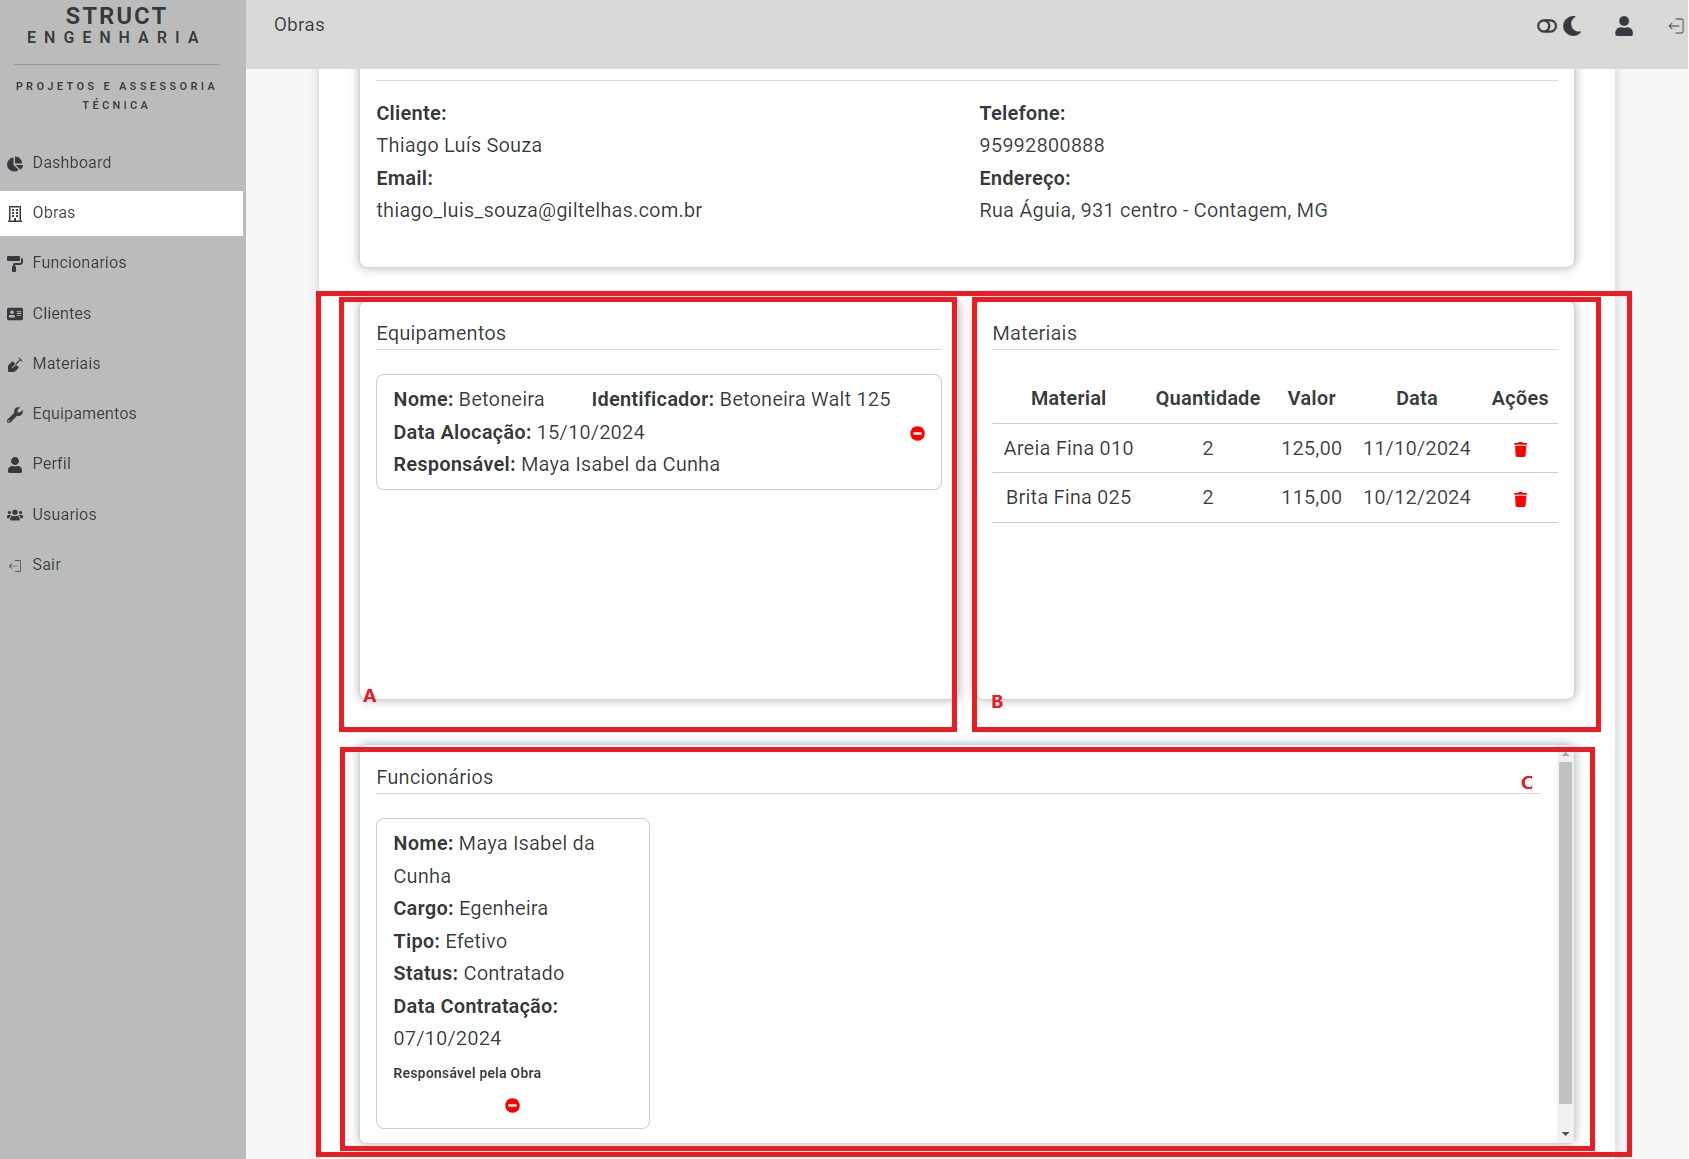 STRUCT
ENGENHARIA
PROJETOS E ASSESSORIA
TÉCNICA
Dashboard
Obras
Funcionarios
Clientes
Materiais
Equipamentos
Perfil
Usuarios
Sair
Obras
Cliente:
Thiago Luís Souza
Email:
thiago_luis_souza@giltelhas.com.br
Telefone:
95992800888
Endereço:
Rua Águia, 931 centro - Contagem, MG
Equipamentos
Nome: Betoneira Identificador: Betoneira Walt 125
Data Alocação: 15/10/2024
Responsável: Maya Isabel da Cunha
A
Materiais
Material Quantidade Valor Data Ações
Areia Fina 010 2 125,00 11/10/2024
Brita Fina 025 2 115,00 10/12/2024
B
Funcionários
C
Nome: Maya Isabel da
Cunha
Cargo: Egenheira
Tipo: Efetivo
Status: Contratado
Data Contratação:
07/10/2024
Responsável pela Obra